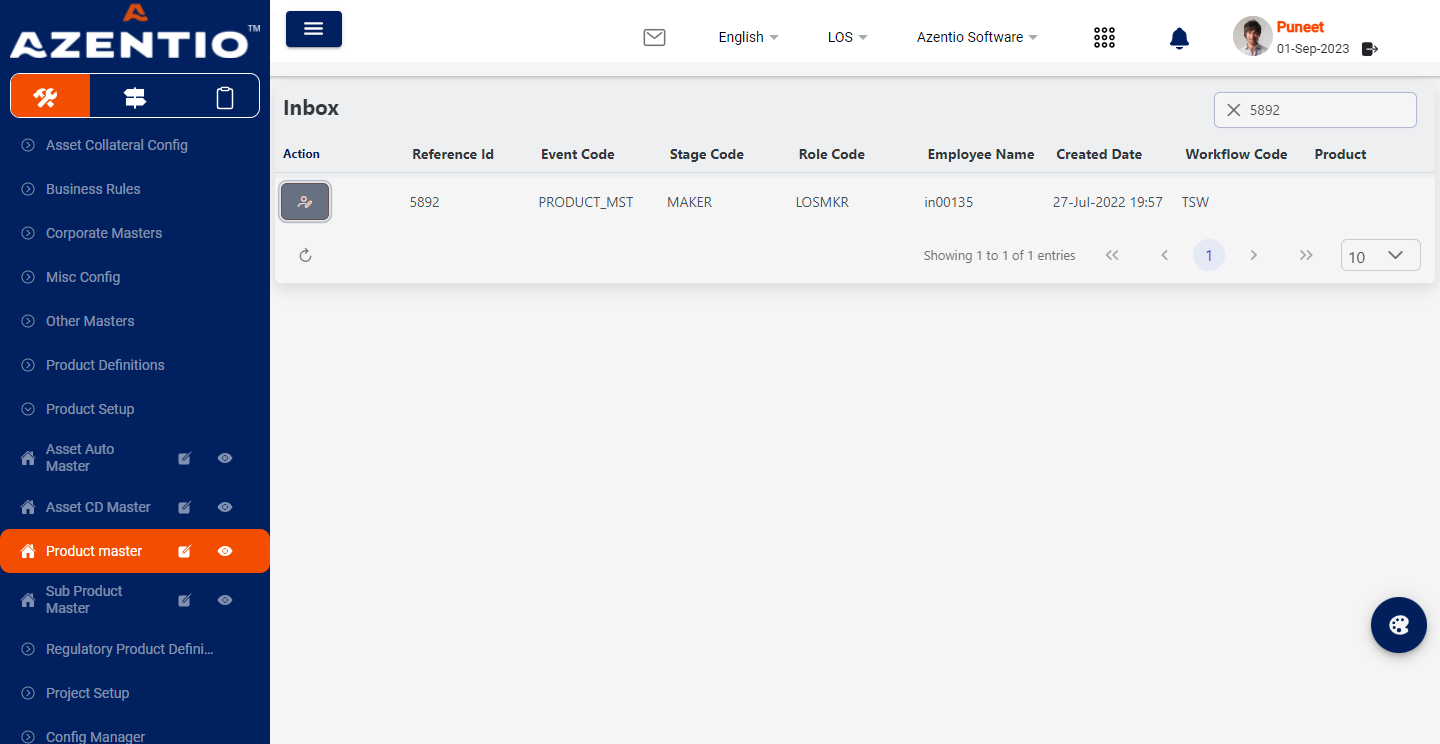 AZENTIO™
Asset Collateral Config
Business Rules
Corporate Masters
Misc Config
Other Masters
Product Definitions
Product Setup
Asset Auto
Master
Asset CD Master
Product master
Sub Product
Master
Regulatory Product Defini...
Project Setup
Config Manager
English
LOS
Azentio Software
Puneet
01-Sep-2023
Inbox
5892
Action Reference Id Event Code Stage Code Role Code Employee Name Created Date Workflow Code Product
5892 PRODUCT_MST MAKER LOSMKR in00135 27-Jul-2022 19:57 TSW
Showing 1 to 1 of 1 entries
1
10